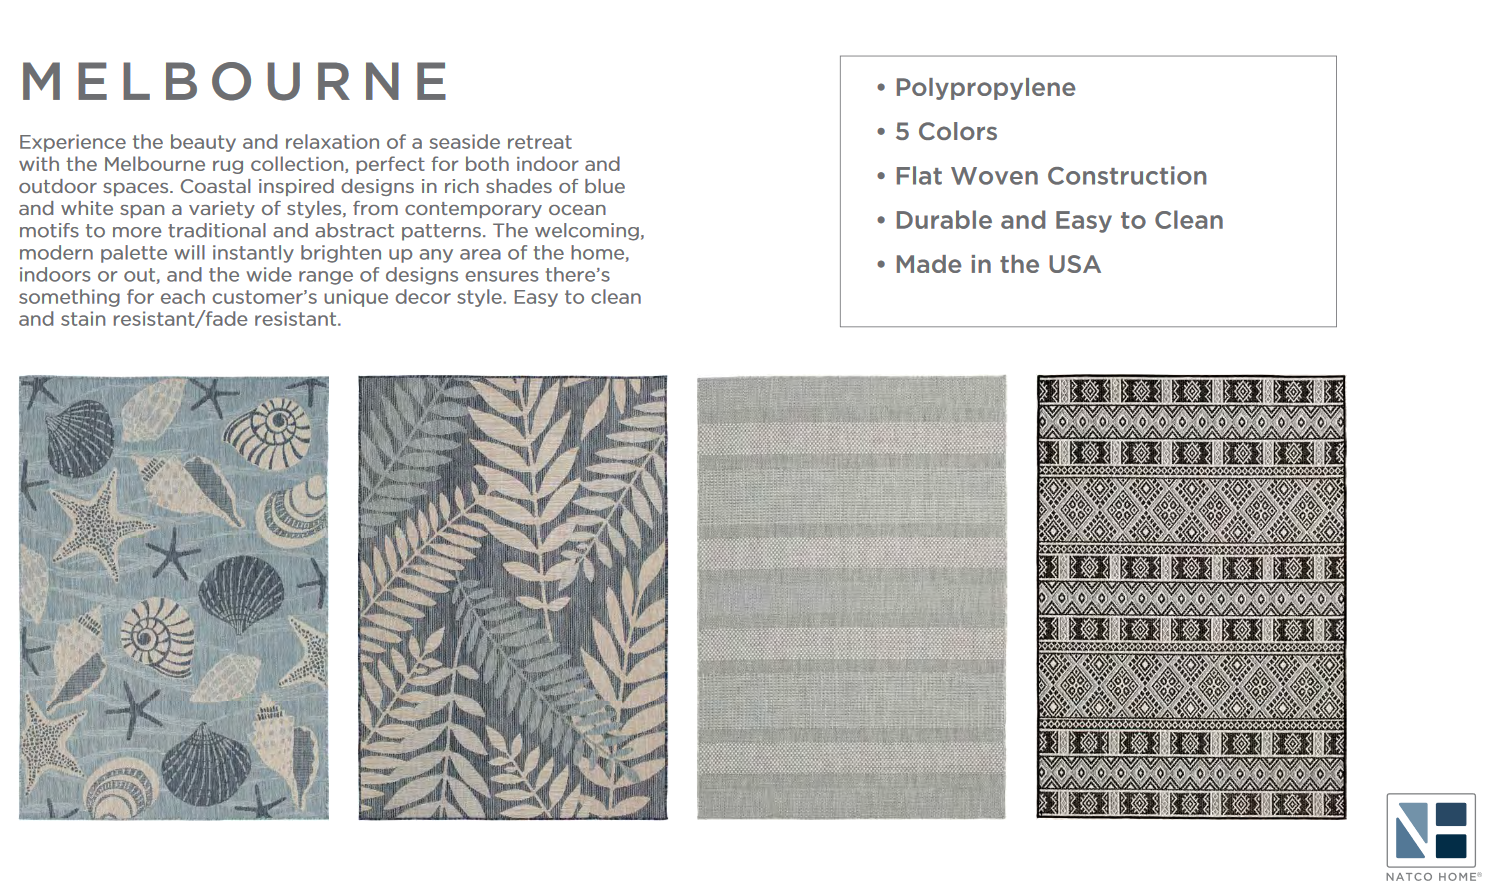 MELBOURNE
Experience the beauty and relaxation of a seaside retreat
with the Melbourne rug collection, perfect for both indoor and
outdoor spaces. Coastal inspired designs in rich shades of blue
and white span a variety of styles, from contemporary ocean
motifs to more traditional and abstract patterns. The welcoming,
modern palette will instantly brighten up any area of the home,
indoors or out, and the wide range of designs ensures there’s
something for each customer’s unique decor style. Easy to clean
and stain resistant/fade resistant.
• Polypropylene
• 5 Colors
• Flat Woven Construction
• Durable and Easy to Clean
• Made in the USA
NH
NATCO HOME®